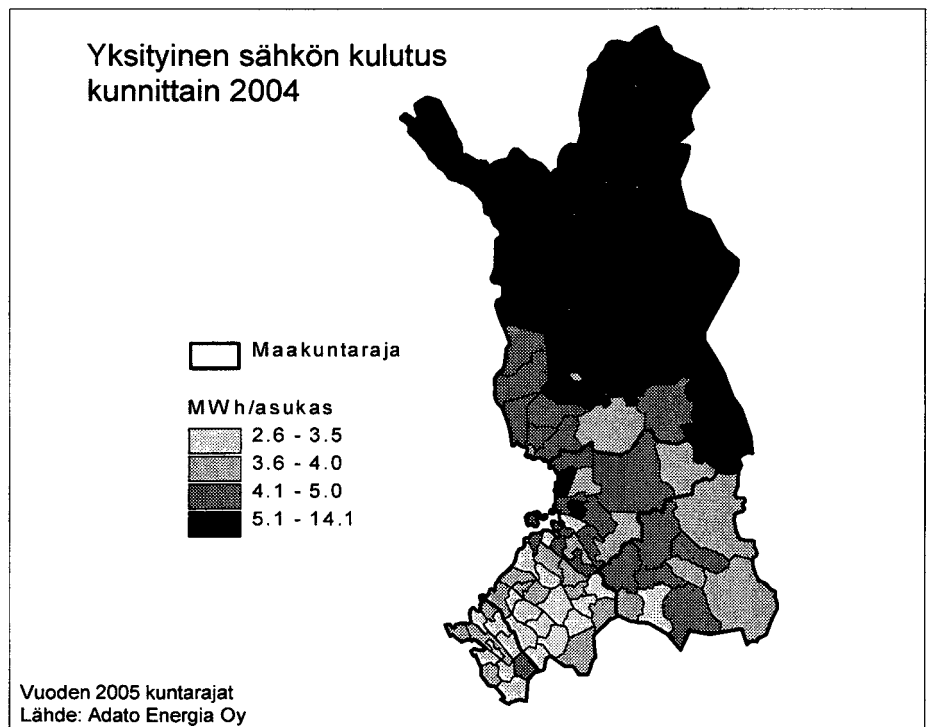 Yksityinen sähkön kulutus
kunnittain 2004
Maakuntaraja
MWh/asukas
2.6 - 3.5
3.6 - 4.0
4.1 - 5.0
5.1 - 14.1
Vuoden 2005 kuntarajat
Lähde: Adato Energia Oy